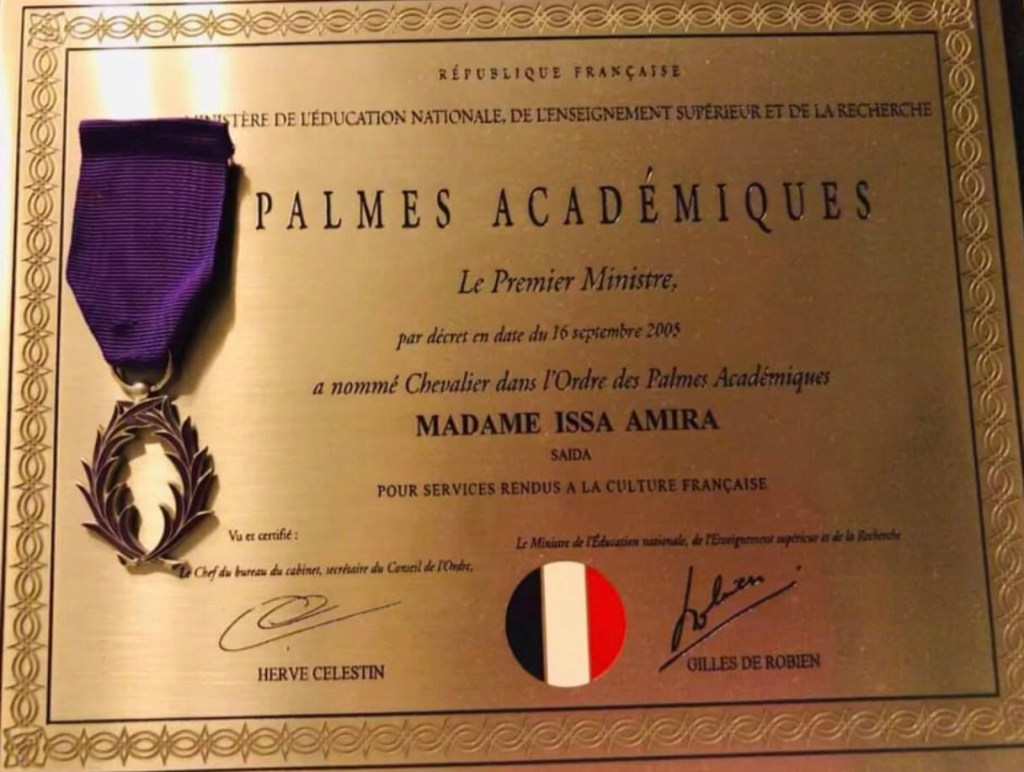 RÉPUBLIQUE FRANÇAISE
MINISTÈRE DE L'ÉDUCATION NATIONALE, DE L'ENSEIGNEMENT SUPÉRIEUR ET DE LA RECHERCHE
PALMES ACADÉMIQUES
Le Premier Ministre,
par décret en date du 16 septembre 2005
a nommé Chevalier dans l'Ordre des Palmes Académiques
MADAME ISSA AMIRA
SAIDA
POUR SERVICES RENDUS A LA CULTURE FRANÇAISE
Vu et certifié :
Le Chef du bureau du cabinet, secrétaire du Conseil de l'Ordre,
HERVE CELESTIN
Le Ministre de l'Éducation nationale, de l'Enseignement supérieur et de la Recherche
GILLES DE ROBIEN